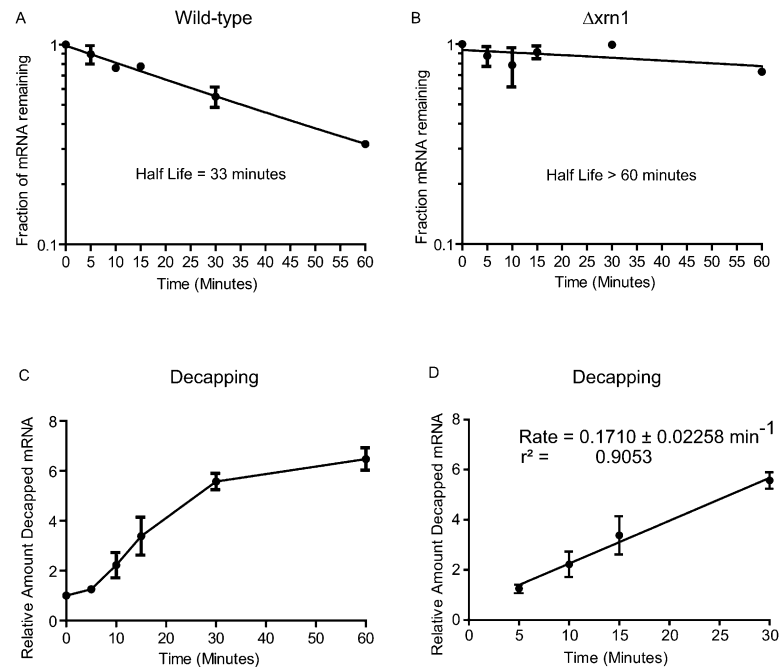 A
Wild-type
Fraction of mRNA remaining
1
0.1
Half Life = 33 minutes
0 5 10 15 20 25 30 35 40 45 50 55 60
Time (Minutes)
B
Δxrn1
Fraction mRNA remaining
1
0.1
Half Life > 60 minutes
0 5 10 15 20 25 30 35 40 45 50 55 60
Time (Minutes)
C
Decapping
Relative Amount Decapped mRNA
8
6
4
2
0
0 10 20 30 40 50 60
Time (Minutes)
D
Decapping
Relative Amount Decapped mRNA
8
6
4
2
0
Rate = 0.1710 ± 0.02258 min⁻¹
r² = 0.9053
0 5 10 15 20 25 30
Time (Minutes)